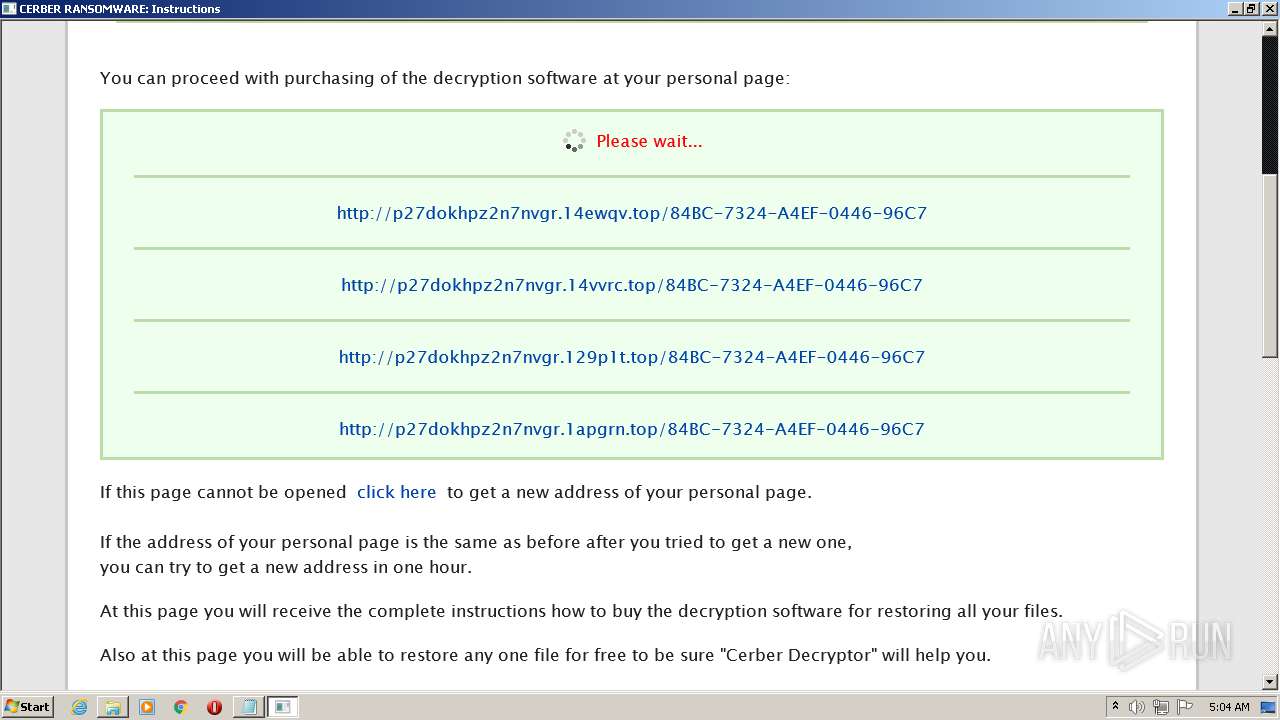 CERBER RANSOMWARE: Instructions
You can proceed with purchasing of the decryption software at your personal page:
Please wait...
http://p27dokhpz2n7nvgr.14ewqv.top/84BC-7324-A4EF-0446-96C7
http://p27dokhpz2n7nvgr.14vvrc.top/84BC-7324-A4EF-0446-96C7
http://p27dokhpz2n7nvgr.129p1t.top/84BC-7324-A4EF-0446-96C7
http://p27dokhpz2n7nvgr.1apgrn.top/84BC-7324-A4EF-0446-96C7
If this page cannot be opened click here to get a new address of your personal page.
If the address of your personal page is the same as before after you tried to get a new one,
you can try to get a new address in one hour.
At this page you will receive the complete instructions how to buy the decryption software for restoring all your files.
Also at this page you will be able to restore any one file for free to be sure "Cerber Decryptor" will help you.
ANY RUN
Start
5:04 AM